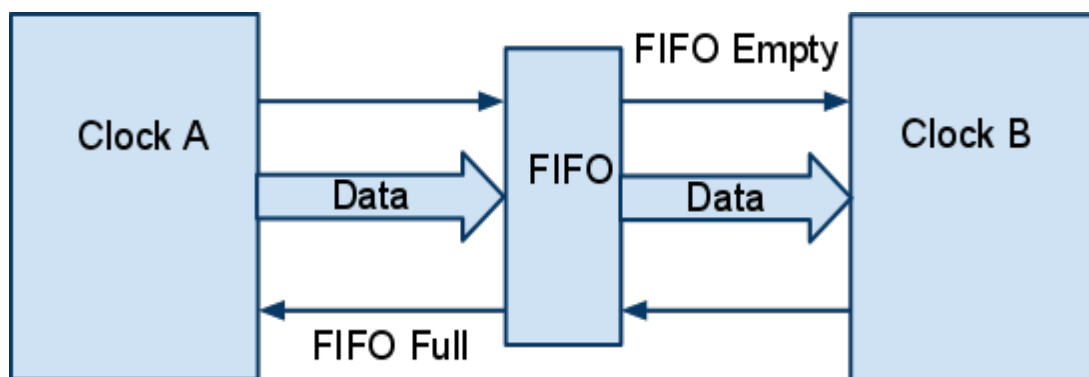 FIFO Empty
Clock A
Clock B
FIFO
Data
Data
FIFO Full